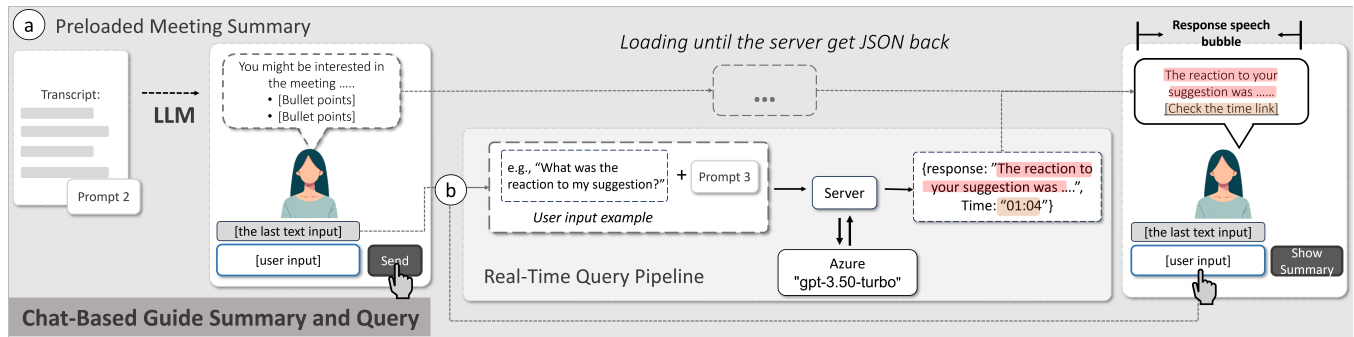 a
Preloaded Meeting Summary
Transcript:
Prompt 2
LLM
You might be interested in
the meeting .....
• [Bullet points]
• [Bullet points]
[the last text input]
[user input]
Send
Chat-Based Guide Summary and Query
Loading until the server get JSON back
...
b
e.g., “What was the
reaction to my suggestion?”
+
Prompt 3
User input example
Server
Azure
"gpt-3.50-turbo"
{response: ”The reaction to
your suggestion was ....”,
Time: “01:04”}
Real-Time Query Pipeline
Response speech
bubble
The reaction to your
suggestion was ......
[Check the time link]
[the last text input]
[user input]
Show
Summary